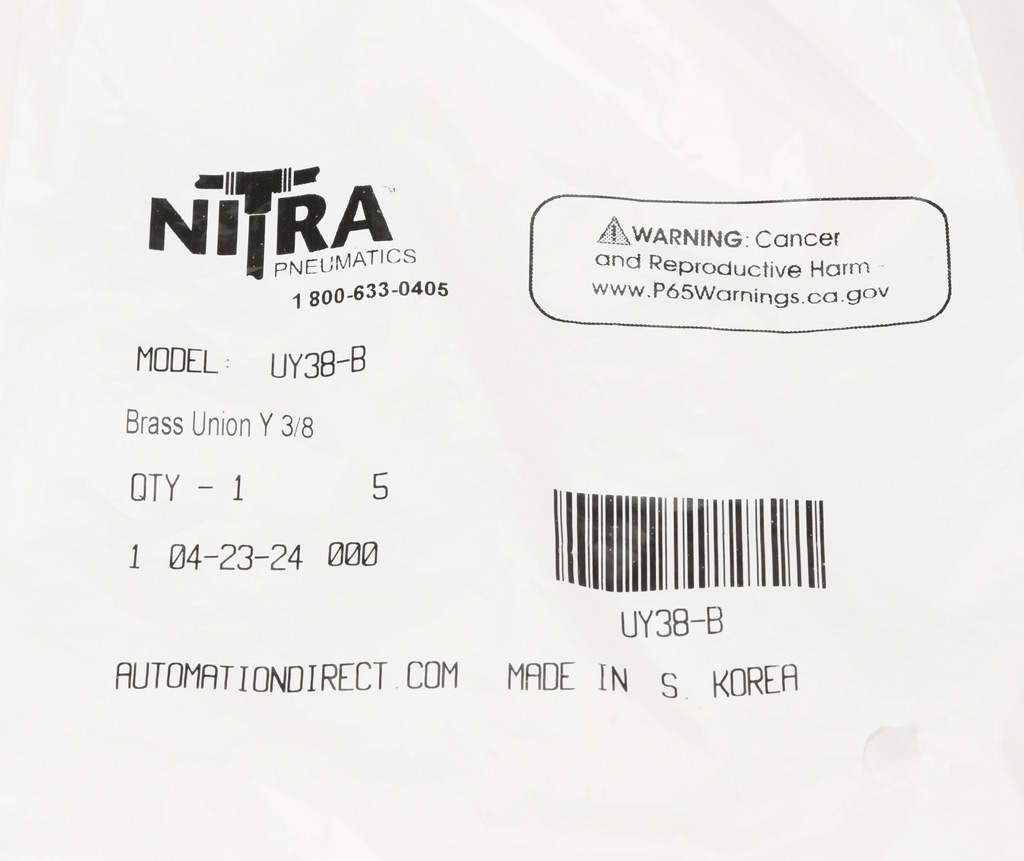 NITRA™
PNEUMATICS
1 800-633-0405
⚠WARNING: Cancer
and Reproductive Harm -
www.P65Warnings.ca.gov
MODEL: UY38-B
Brass Union Y 3/8
QTY - 1 5
1 04-23-24 000
UY38-B
AUTOMATIONDIRECT.COM MADE IN S. KOREA